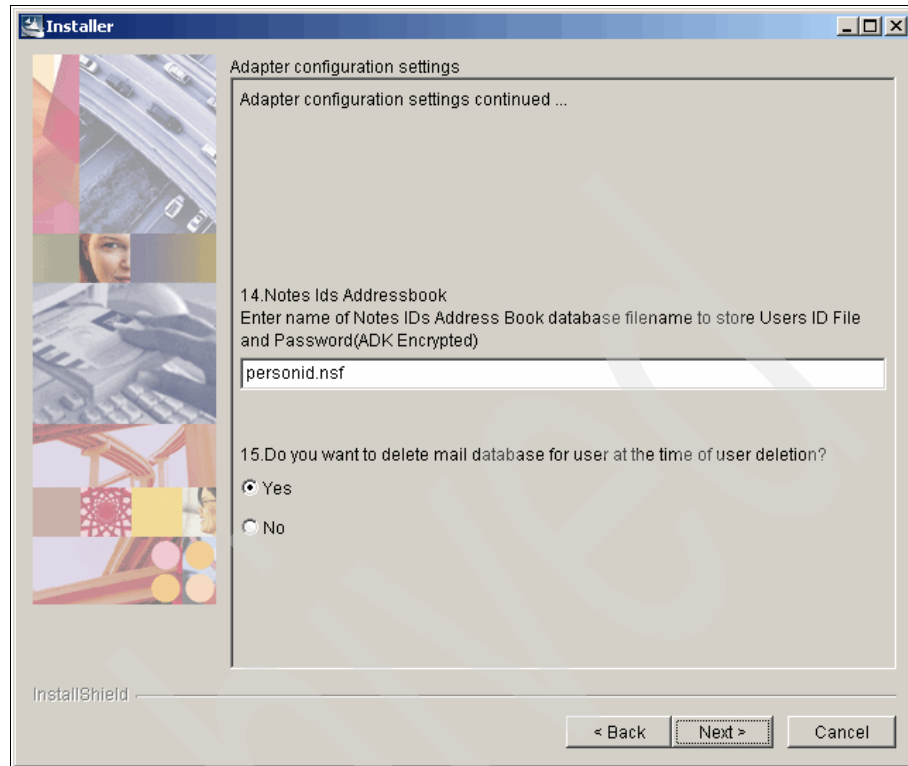 Installer
Adapter configuration settings
Adapter configuration settings continued ...
14.Notes Ids Addressbook
Enter name of Notes IDs Address Book database filename to store Users ID File
and Password(ADK Encrypted)
personid.nsf
15.Do you want to delete mail database for user at the time of user deletion?
Yes
No
InstallShield
< Back
Next >
Cancel